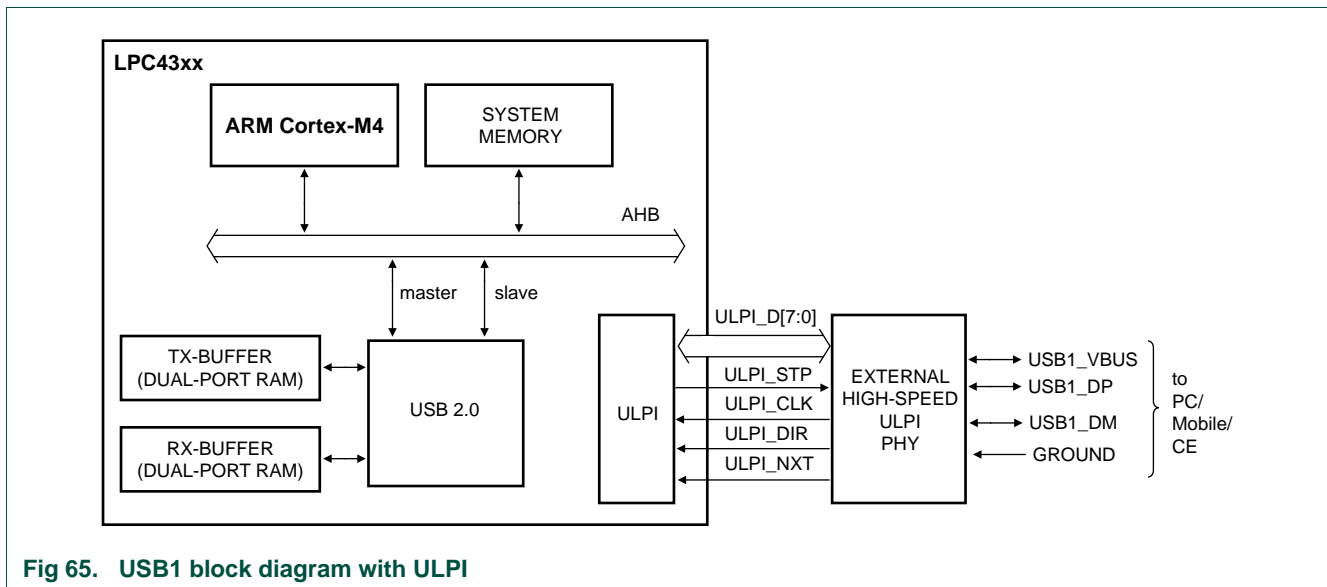 LPC43xx
ARM Cortex-M4
SYSTEM
MEMORY
AHB
master
slave
TX-BUFFER
(DUAL-PORT RAM)
RX-BUFFER
(DUAL-PORT RAM)
USB 2.0
ULPI
ULPI_D[7:0]
ULPI_STP
ULPI_CLK
ULPI_DIR
ULPI_NXT
EXTERNAL
HIGH-SPEED
ULPI
PHY
USB1_VBUS
USB1_DP
USB1_DM
GROUND
to
PC/
Mobile/
CE
Fig 65. USB1 block diagram with ULPI